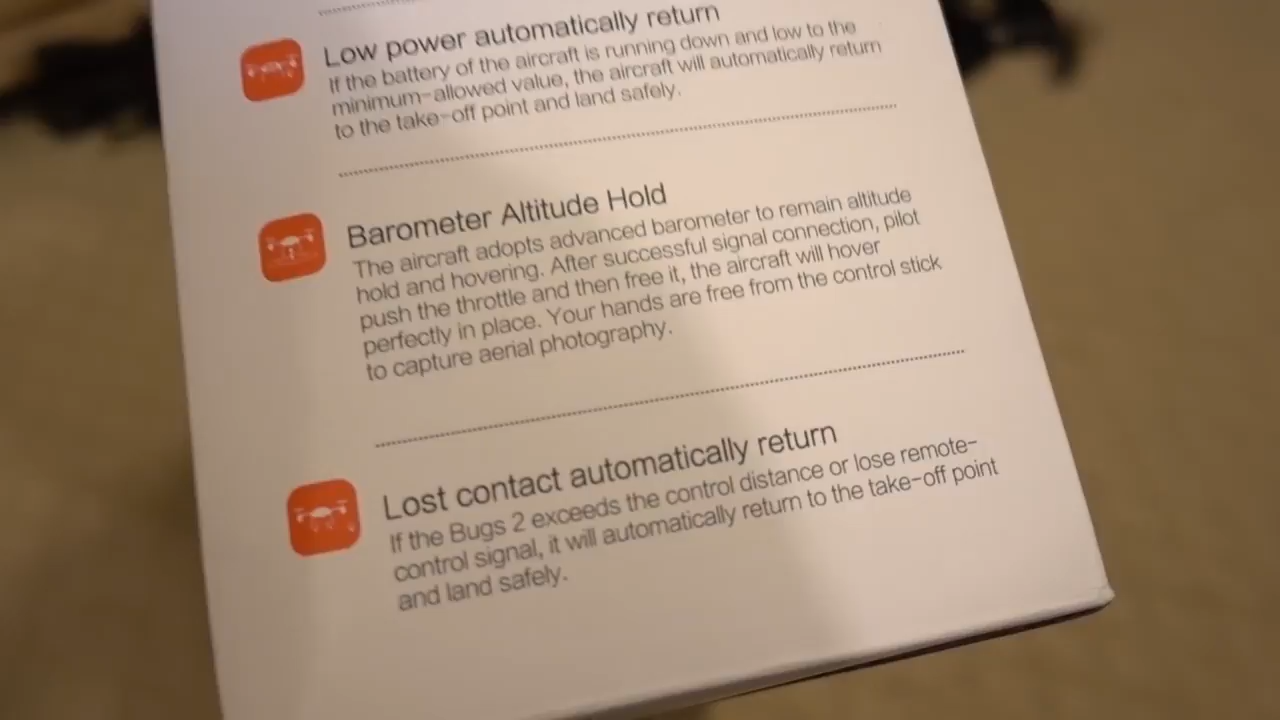 Low power automatically return
If the battery of the aircraft is running down and low to the
minimum-allowed value, the aircraft will automatically return
to the take-off point and land safely.
Barometer Altitude Hold
The aircraft adopts advanced barometer to remain altitude
hold and hovering. After successful signal connection, pilot
push the throttle and then free it, the aircraft will hover
perfectly in place. Your hands are free from the control stick
to capture aerial photography.
Lost contact automatically return
If the Bugs 2 exceeds the control distance or lose remote-
control signal, it will automatically return to the take-off point
and land safely.